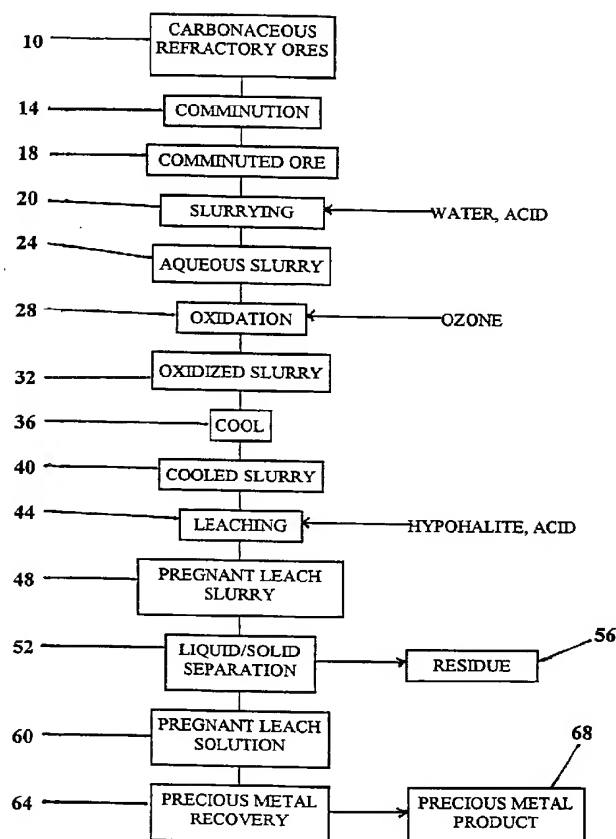 10
CARBONACEOUS
REFRACTORY ORES
14
COMMINUTION
18
COMMINUTED ORE
20
SLURRYING
WATER, ACID
24
AQUEOUS SLURRY
28
OXIDATION
OZONE
32
OXIDIZED SLURRY
36
COOL
40
COOLED SLURRY
44
LEACHING
HYPOHALITE, ACID
48
PREGNANT LEACH
SLURRY
52
LIQUID/SOLID
SEPARATION
RESIDUE
56
60
PREGNANT LEACH
SOLUTION
64
PRECIOUS METAL
RECOVERY
68
PRECIOUS METAL
PRODUCT